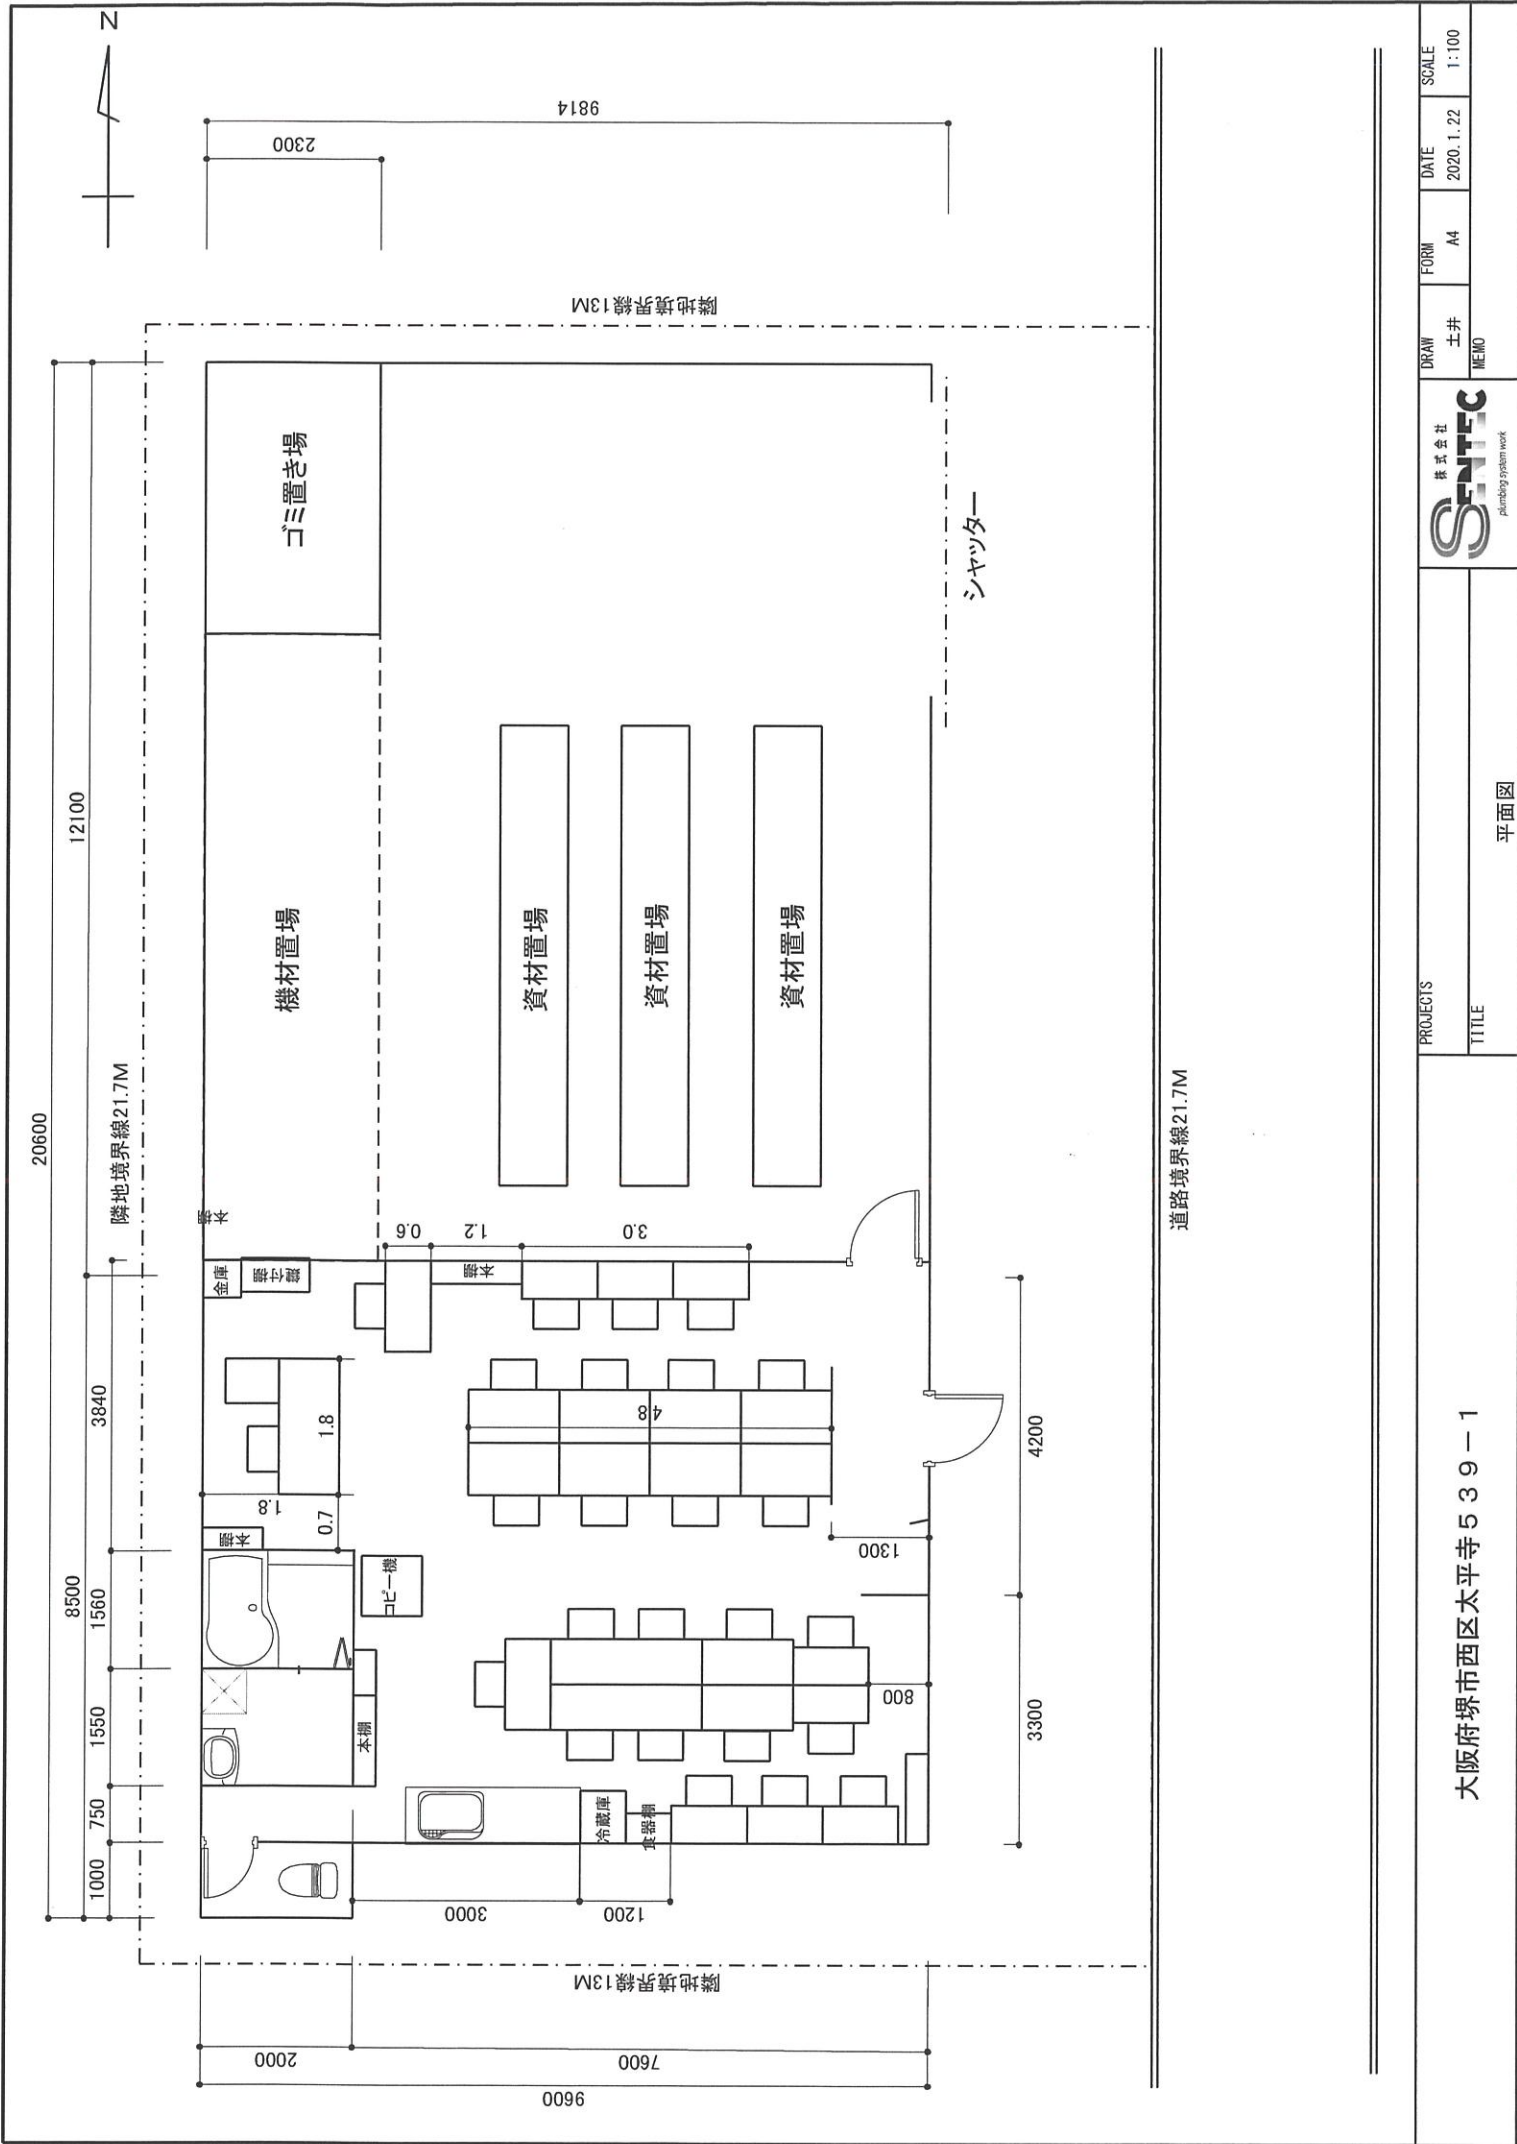 N
20600
8500
12100
1000
750
1550
1560
3840
隣地境界線21.7M
隣地境界線13M
隣地境界線13M
道路境界線21.7M
9600
2000
7600
2300
9814
ゴミ置き場
機材置場
資材置場
資材置場
資材置場
シャッター
本棚
金庫
鍵付棚
0.6
1.2
本棚
3.0
1.8
1.8
0.7
本棚
4.8
1300
4200
コピー機
本棚
冷蔵庫
食器棚
800
3300
3000
1200
大阪府堺市西区太平寺539-1
PROJECTS
TITLE
平面図
株式会社
SENTEC
plumbing system work
DRAW
土井
FORM
A4
DATE
2020.1.22
SCALE
1:100
MEMO